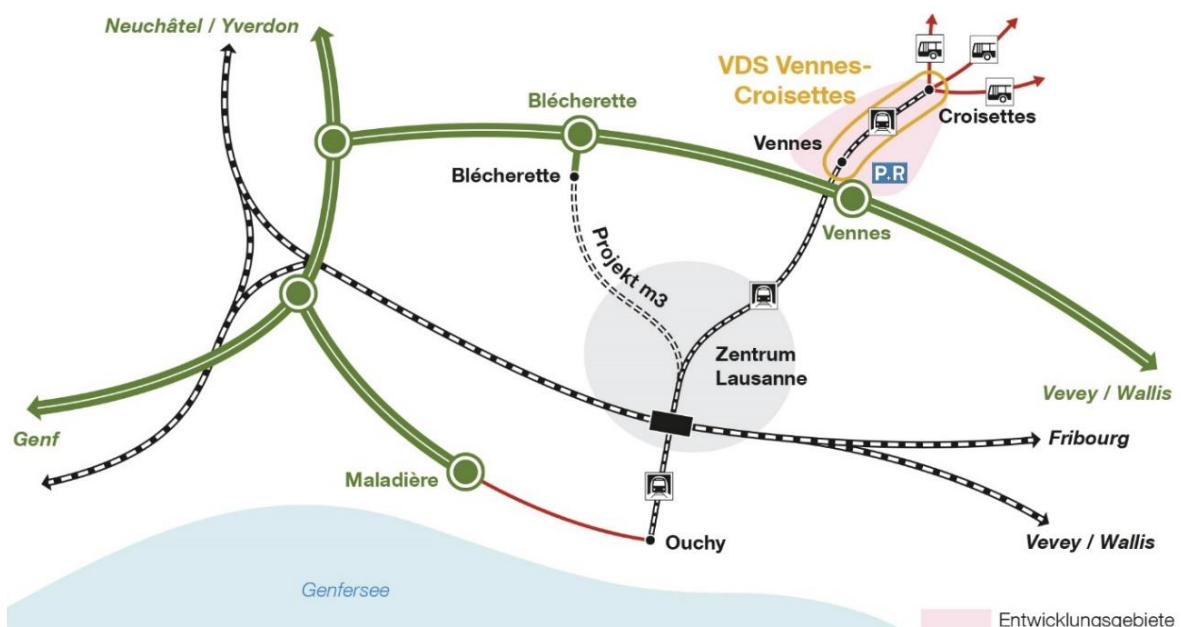 Neuchâtel / Yverdon
VDS Vennes-
Croisettes
Blécherette
Croisettes
Vennes
Blécherette
P+R
Vennes
Projekt m3
Zentrum
Lausanne
Vevey / Wallis
Genf
Fribourg
Maladière
Ouchy
Vevey / Wallis
Genfersee
Entwicklungsgebiete